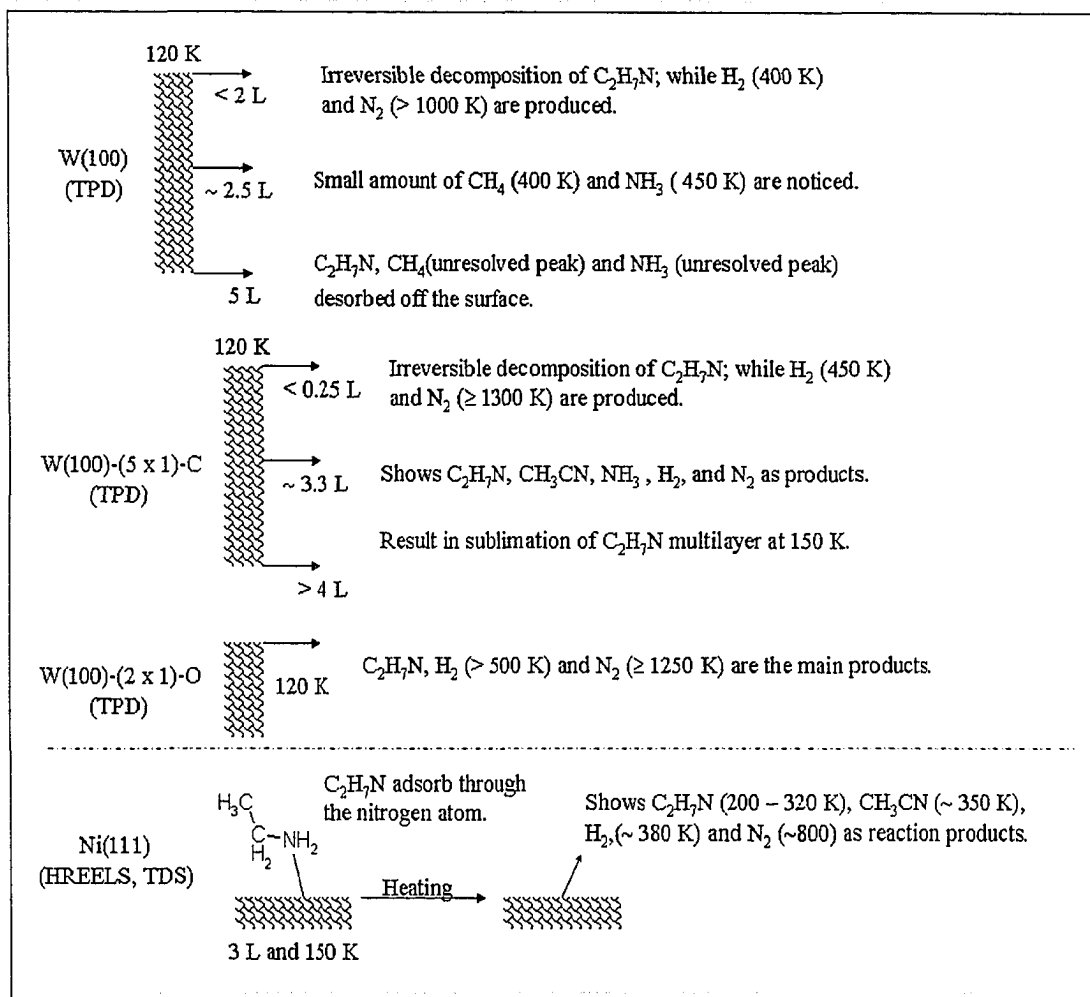 120 K
< 2 L
Irreversible decomposition of C₂H₇N; while H₂ (400 K)
and N₂ (> 1000 K) are produced.
W(100)
(TPD)
~ 2.5 L
Small amount of CH₄ (400 K) and NH₃ ( 450 K) are noticed.
5 L
C₂H₇N, CH₄(unresolved peak) and NH₃ (unresolved peak)
desorbed off the surface.
120 K
< 0.25 L
Irreversible decomposition of C₂H₇N; while H₂ (450 K)
and N₂ (≥ 1300 K) are produced.
W(100)-(5 x 1)-C
(TPD)
~ 3.3 L
Shows C₂H₇N, CH₃CN, NH₃ , H₂, and N₂ as products.
Result in sublimation of C₂H₇N multilayer at 150 K.
> 4 L
W(100)-(2 x 1)-O
(TPD)
120 K
C₂H₇N, H₂ (> 500 K) and N₂ (≥ 1250 K) are the main products.
Ni(111)
(HREELS, TDS)
H₃C
C-NH₂
H₂
C₂H₇N adsorb through
the nitrogen atom.
3 L and 150 K
Heating
Shows C₂H₇N (200 – 320 K), CH₃CN (~ 350 K),
H₂,(~ 380 K) and N₂ (~800) as reaction products.